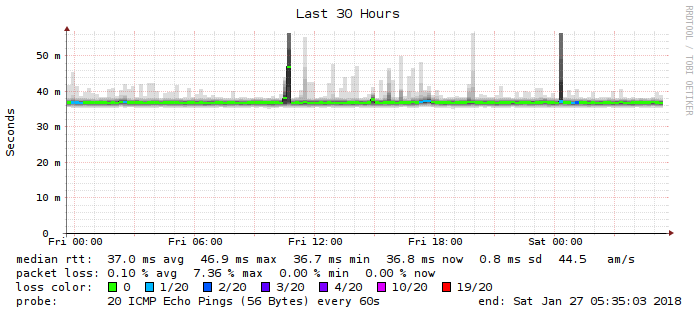 Last 30 Hours
RRDTOOL / TOBI OETIKER
Seconds
50 m
40 m
30 m
20 m
10 m
0
Fri 00:00 Fri 06:00 Fri 12:00 Fri 18:00 Sat 00:00
median rtt: 37.0 ms avg 46.9 ms max 36.7 ms min 36.8 ms now 0.8 ms sd 44.5 am/s
packet loss: 0.10 % avg 7.36 % max 0.00 % min 0.00 % now
loss color: 0 1/20 2/20 3/20 4/20 10/20 19/20
probe: 20 ICMP Echo Pings (56 Bytes) every 60s end: Sat Jan 27 05:35:03 2018